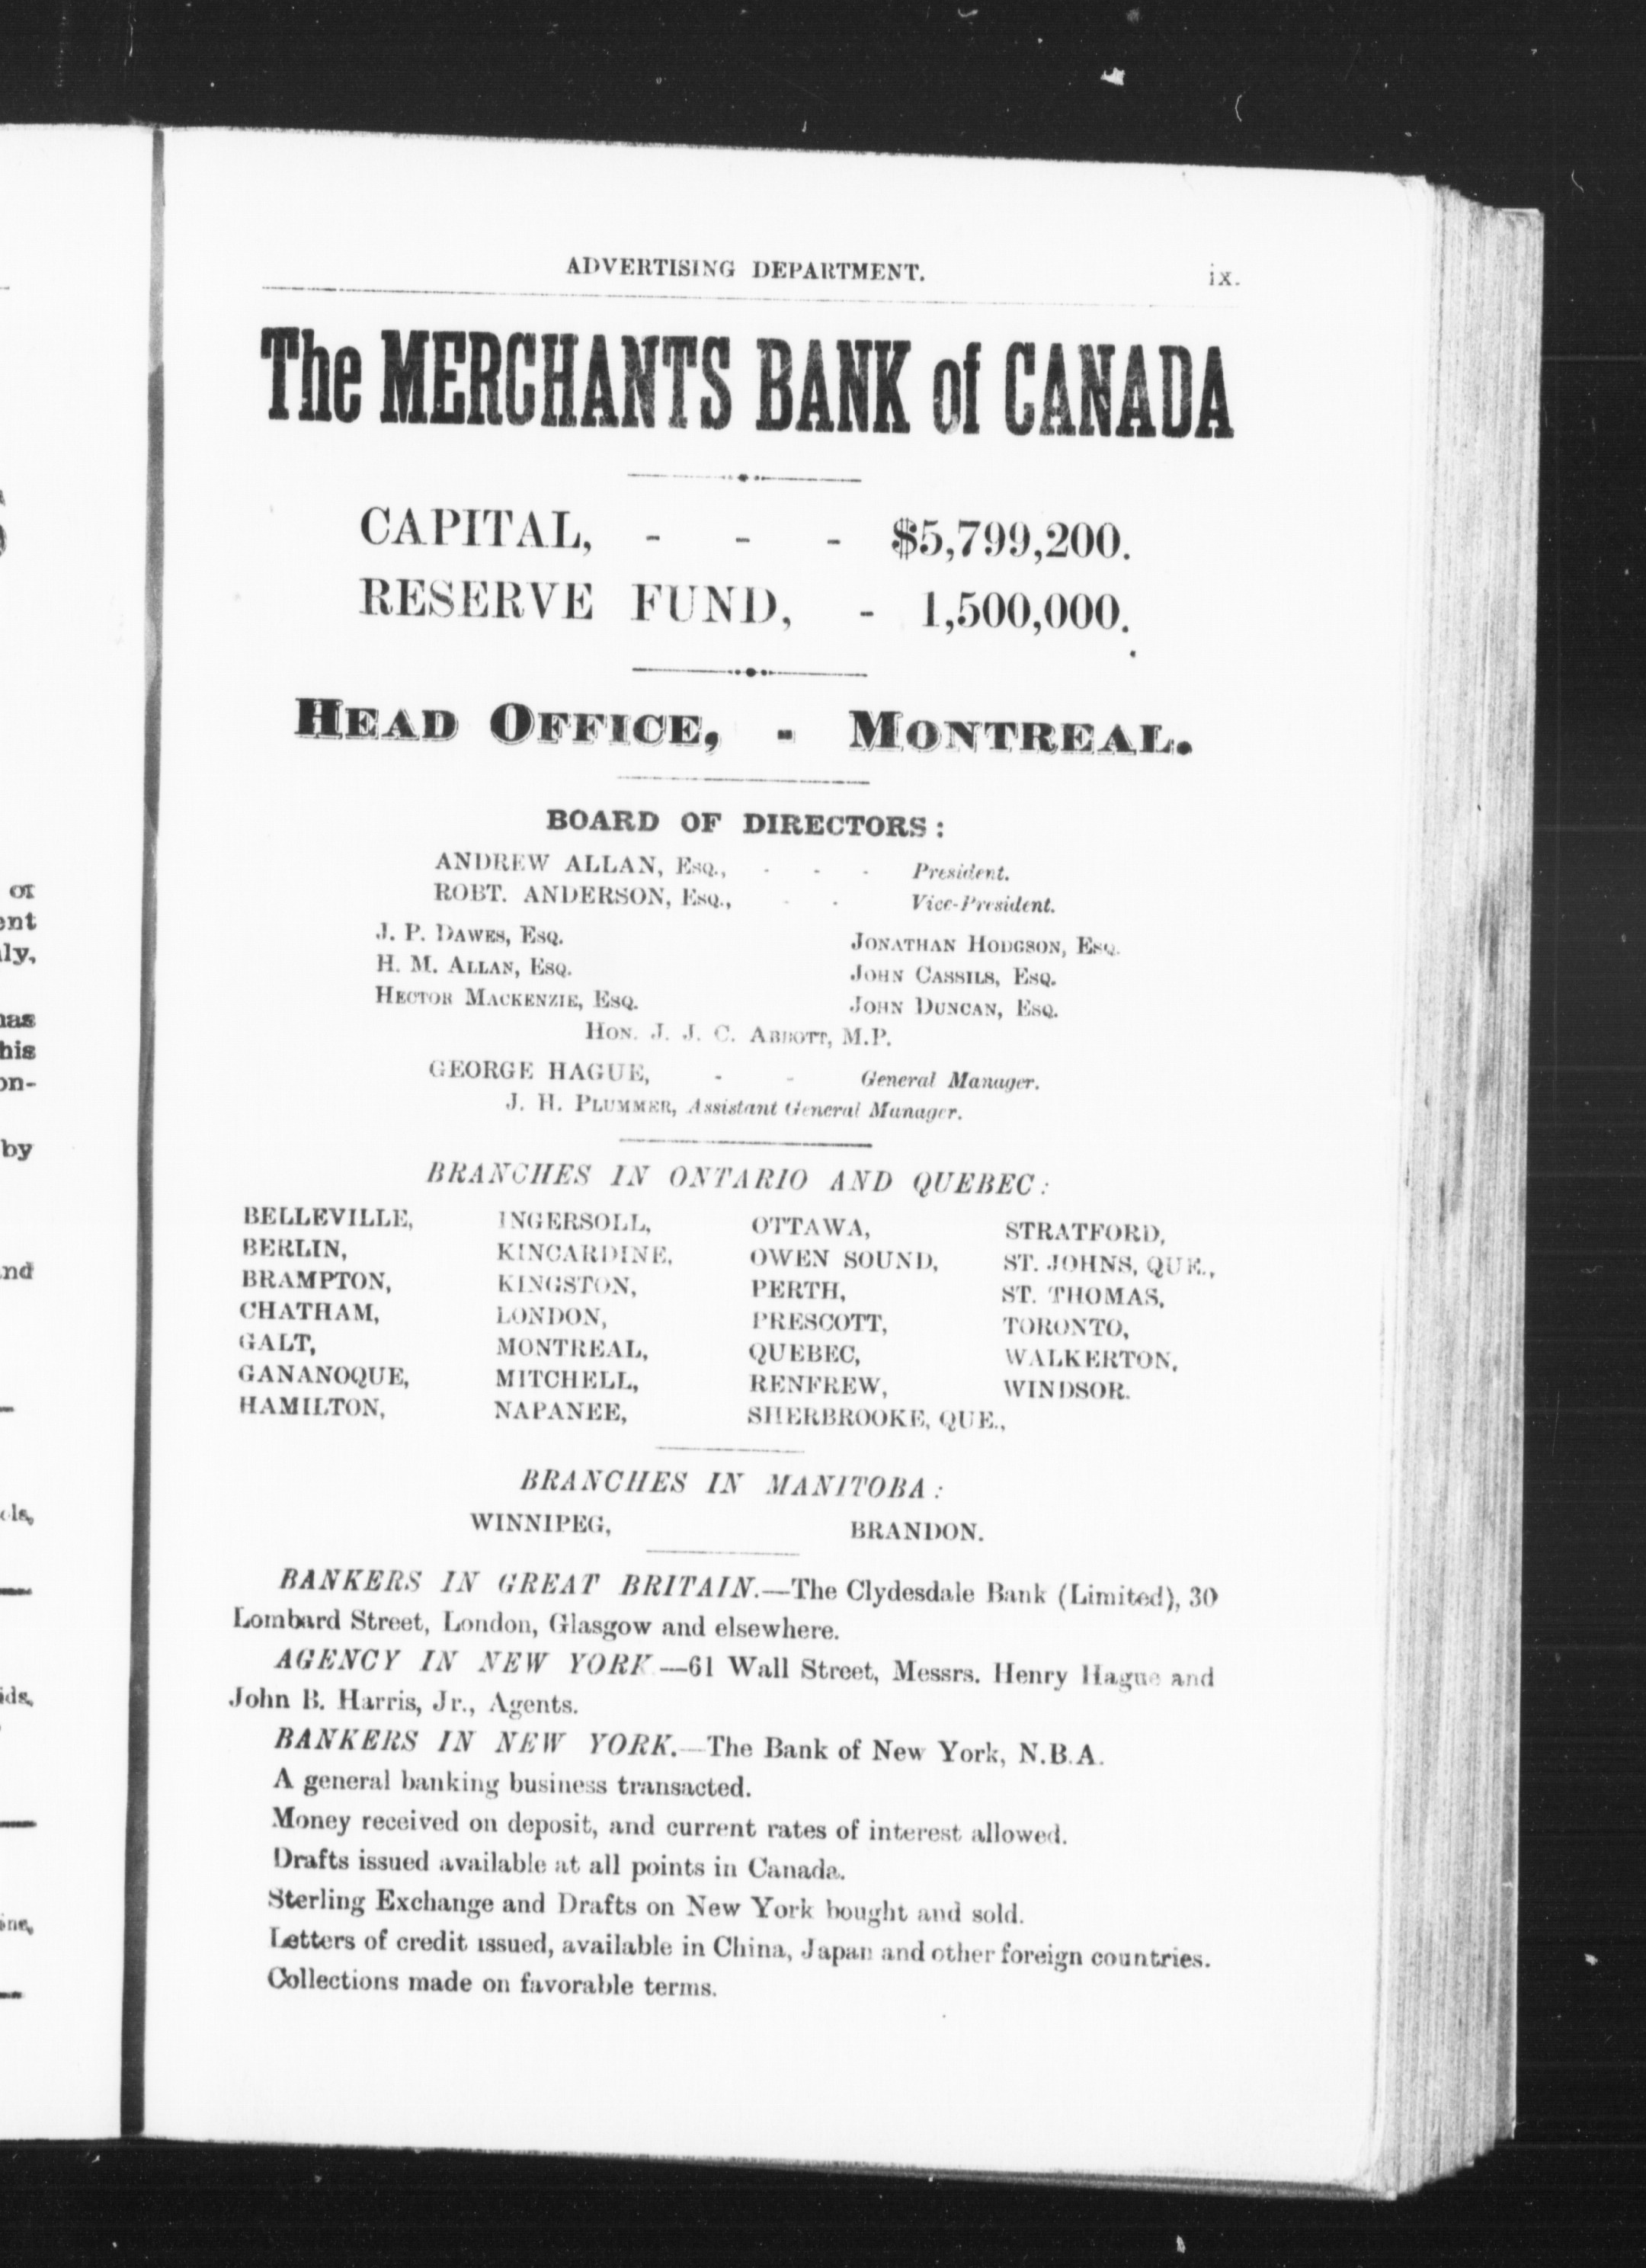 ADVERTISING DEPARTMENT. ix.
The MERCHANTS BANK of CANADA
CAPITAL, - - - $5,799,200.
RESERVE FUND, - 1,500,000.
HEAD OFFICE, - MONTREAL.
BOARD OF DIRECTORS:
ANDREW ALLAN, ESQ., - - - President.
ROBT. ANDERSON, ESQ., - - Vice-President.
J. P. DAWES, ESQ. JONATHAN HODGSON, ESQ.
H. M. ALLAN, ESQ. JOHN CASSILS, ESQ.
HECTOR MACKENZIE, ESQ. JOHN DUNCAN, ESQ.
HON. J. J. C. ABBOTT, M.P.
GEORGE HAGUE, - - General Manager.
J. H. PLUMMER, Assistant General Manager.
BRANCHES IN ONTARIO AND QUEBEC:
BELLEVILLE, INGERSOLL, OTTAWA, STRATFORD,
BERLIN, KINCARDINE, OWEN SOUND, ST. JOHNS, QUE.,
BRAMPTON, KINGSTON, PERTH, ST. THOMAS,
CHATHAM, LONDON, PRESCOTT, TORONTO,
GALT, MONTREAL, QUEBEC, WALKERTON,
GANANOQUE, MITCHELL, RENFREW, WINDSOR.
HAMILTON, NAPANEE, SHERBROOKE, QUE.,
BRANCHES IN MANITOBA:
WINNIPEG, BRANDON.
BANKERS IN GREAT BRITAIN.—The Clydesdale Bank (Limited), 30
Lombard Street, London, Glasgow and elsewhere.
AGENCY IN NEW YORK—61 Wall Street, Messrs. Henry Hague and
John B. Harris, Jr., Agents.
BANKERS IN NEW YORK.—The Bank of New York, N.B.A.
A general banking business transacted.
Money received on deposit, and current rates of interest allowed.
Drafts issued available at all points in Canada.
Sterling Exchange and Drafts on New York bought and sold.
Letters of credit issued, available in China, Japan and other foreign countries.
Collections made on favorable terms.